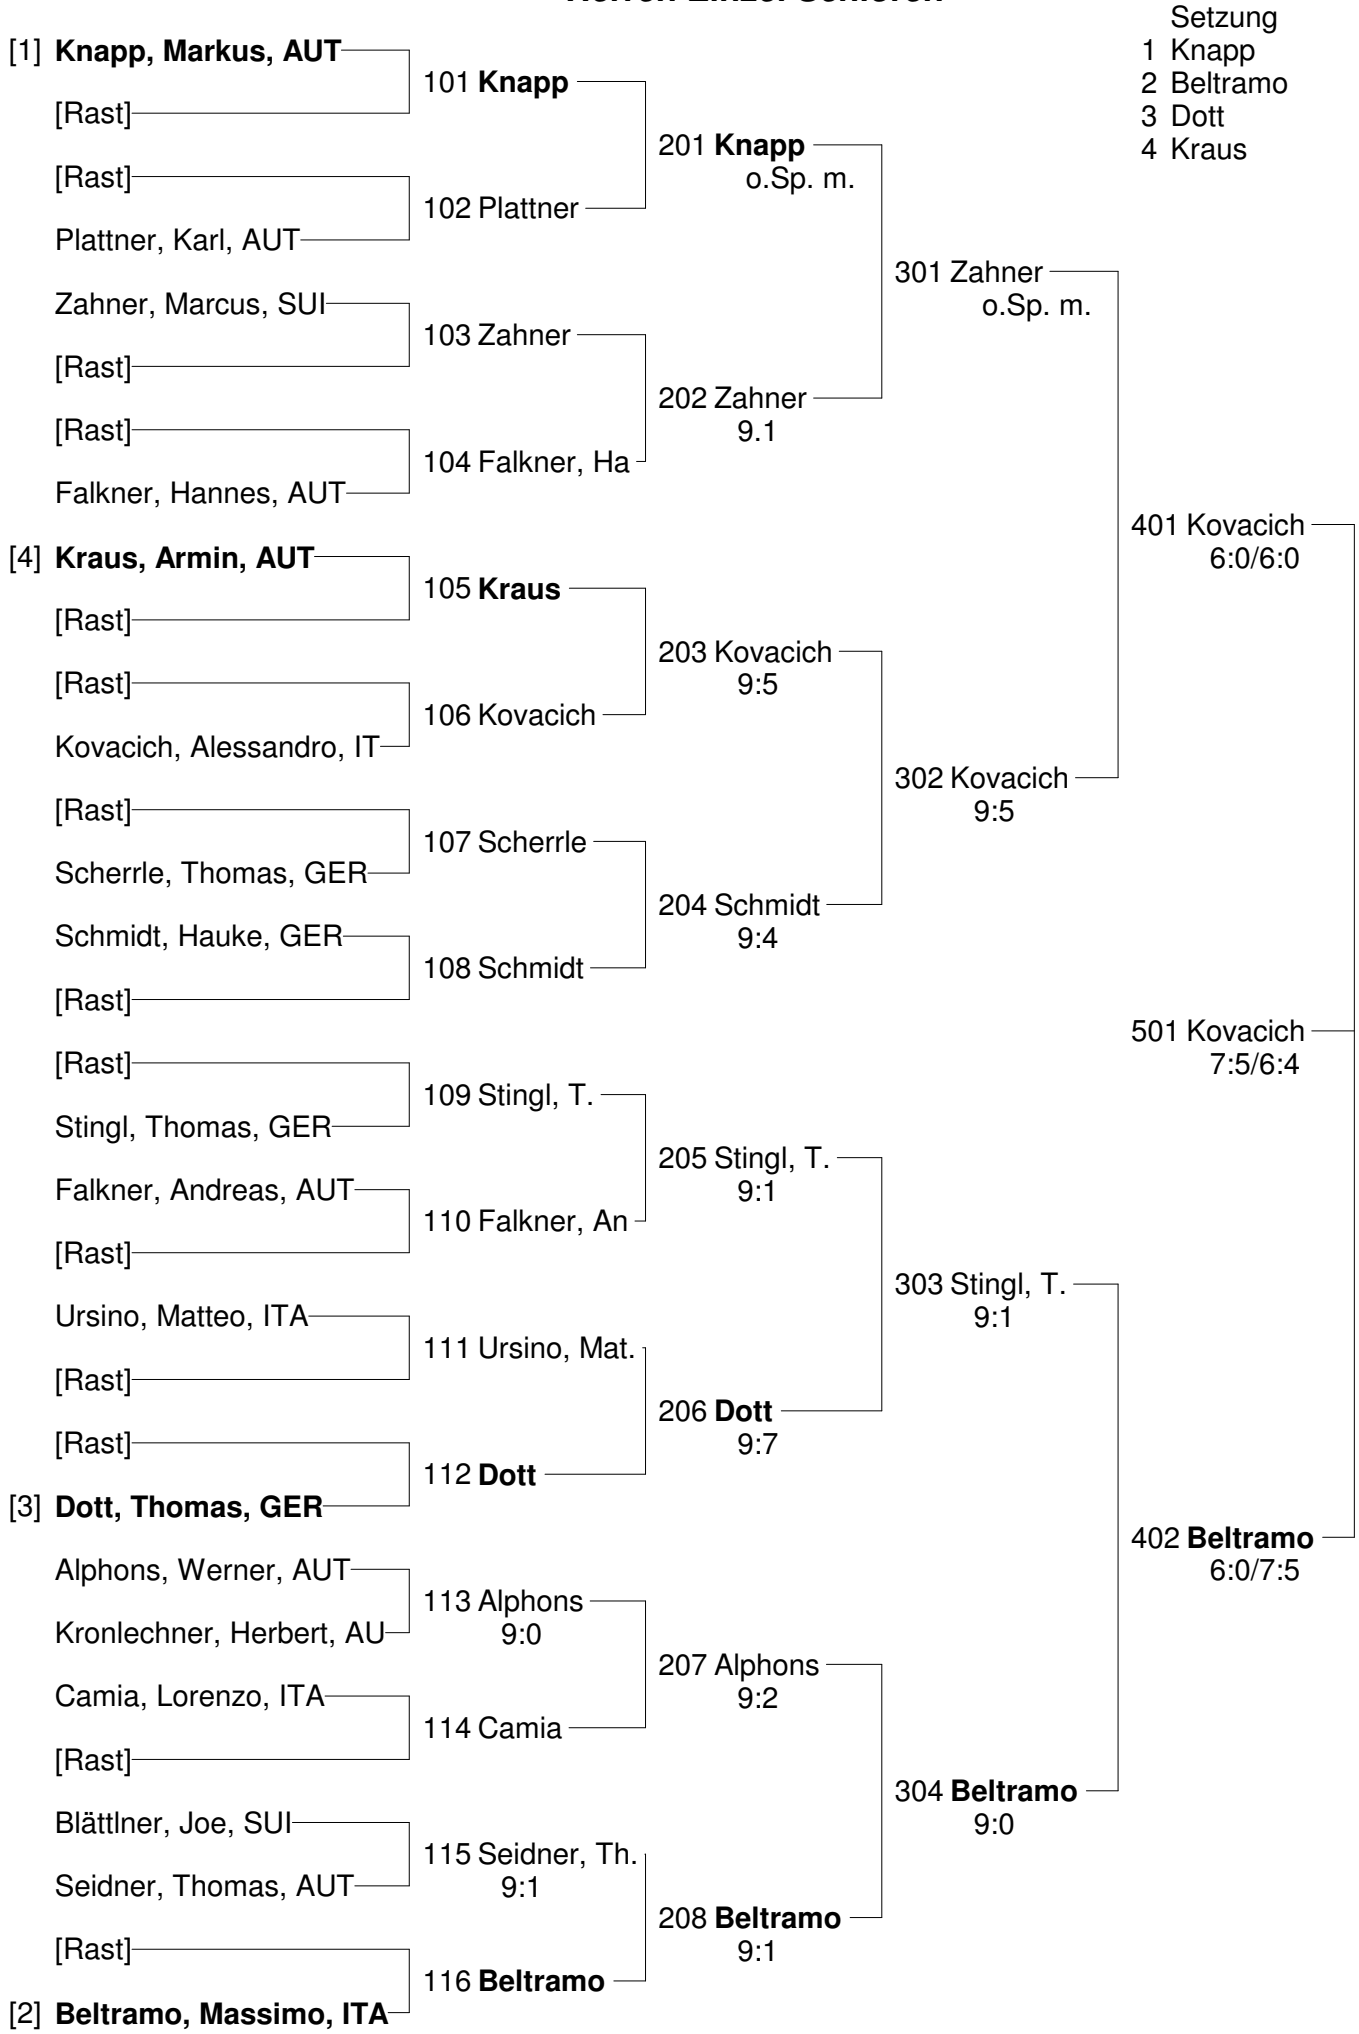 Setzung
1 Knapp
2 Beltramo
3 Dott
4 Kraus
[1] Knapp, Markus, AUT
[Rast]
[Rast]
Plattner, Karl, AUT
Zahner, Marcus, SUI
[Rast]
[Rast]
Falkner, Hannes, AUT
[4] Kraus, Armin, AUT
[Rast]
[Rast]
Kovacich, Alessandro, IT
[Rast]
Scherrle, Thomas, GER
Schmidt, Hauke, GER
[Rast]
[Rast]
Stingl, Thomas, GER
Falkner, Andreas, AUT
[Rast]
Ursino, Matteo, ITA
[Rast]
[Rast]
[3] Dott, Thomas, GER
Alphons, Werner, AUT
Kronlechner, Herbert, AU
Camia, Lorenzo, ITA
[Rast]
Blättlner, Joe, SUI
Seidner, Thomas, AUT
[Rast]
[2] Beltramo, Massimo, ITA
101 Knapp
102 Plattner
103 Zahner
104 Falkner, Ha
105 Kraus
106 Kovacich
107 Scherrle
108 Schmidt
109 Stingl, T.
110 Falkner, An
111 Ursino, Mat.
112 Dott
113 Alphons
9:0
114 Camia
115 Seidner, Th.
9:1
116 Beltramo
201 Knapp
o.Sp. m.
202 Zahner
9.1
203 Kovacich
9:5
204 Schmidt
9:4
205 Stingl, T.
9:1
206 Dott
9:7
207 Alphons
9:2
208 Beltramo
9:1
301 Zahner
o.Sp. m.
302 Kovacich
9:5
303 Stingl, T.
9:1
304 Beltramo
9:0
401 Kovacich
6:0/6:0
402 Beltramo
6:0/7:5
501 Kovacich
7:5/6:4